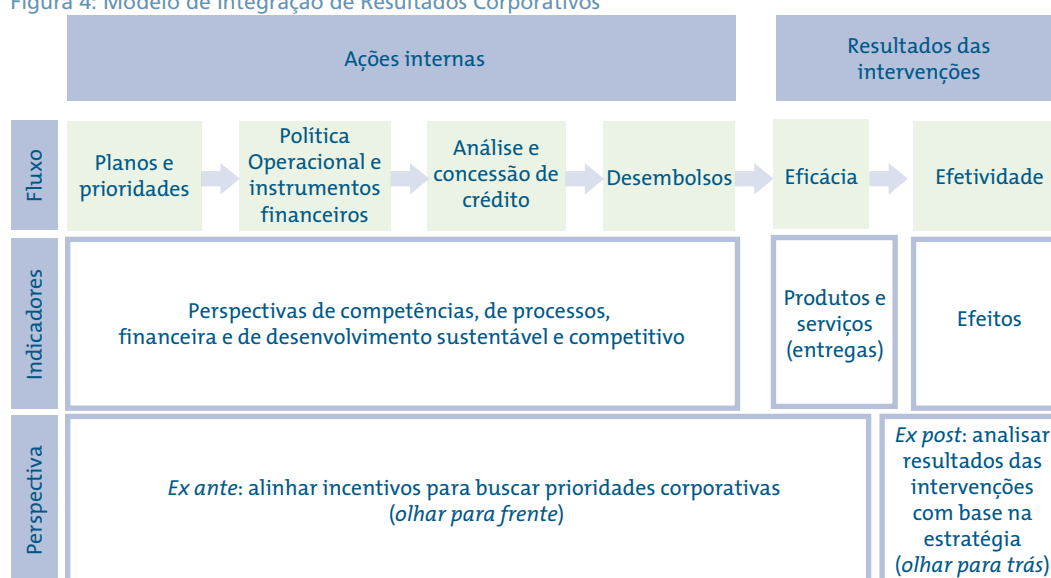 Figura 4: Modelo de Integração de Resultados Corporativos
Ações internas
Resultados das
intervenções
Fluxo
Planos e
prioridades
Política
Operacional e
instrumentos
financeiros
Análise e
concessão de
crédito
Desembolsos
Eficácia
Efetividade
Indicadores
Perspectivas de competências, de processos,
financeira e de desenvolvimento sustentável e competitivo
Produtos e
serviços
(entregas)
Efeitos
Perspectiva
Ex ante: alinhar incentivos para buscar prioridades corporativas
(olhar para frente)
Ex post: analisar
resultados das
intervenções
com base na
estratégia
(olhar para trás)